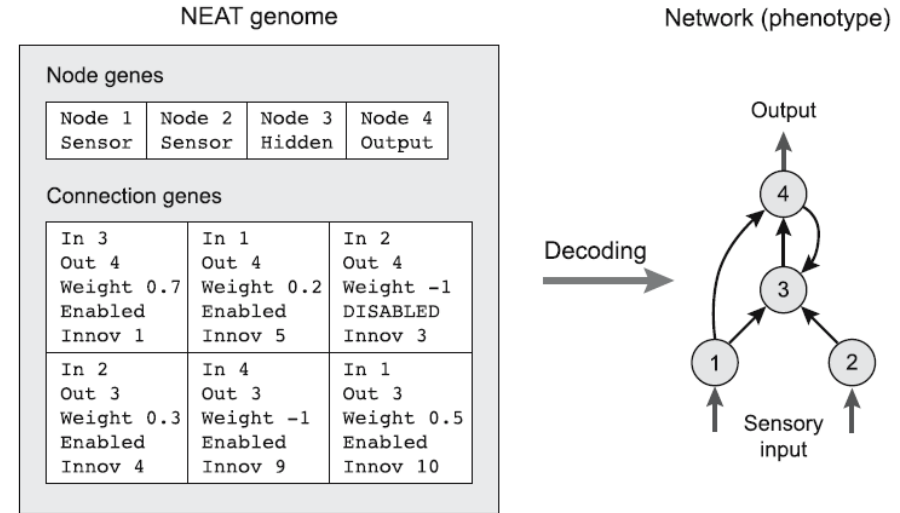 NEAT genome
Network (phenotype)
Node genes
Node 1 Node 2 Node 3 Node 4
Sensor Sensor Hidden Output
Connection genes
In 3 In 1 In 2
Out 4 Out 4 Out 4
Weight 0.7 Weight 0.2 Weight -1
Enabled Enabled DISABLED
Innov 1 Innov 5 Innov 3
In 2 In 4 In 1
Out 3 Out 3 Out 3
Weight 0.3 Weight -1 Weight 0.5
Enabled Enabled Enabled
Innov 4 Innov 9 Innov 10
Decoding
Output
4
3
1 2
Sensory
input